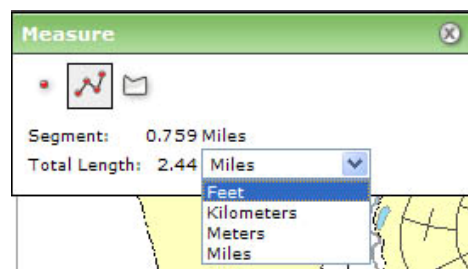 Measure
Segment: 0.759 Miles
Total Length: 2.44 Miles
Feet
Kilometers
Meters
Miles